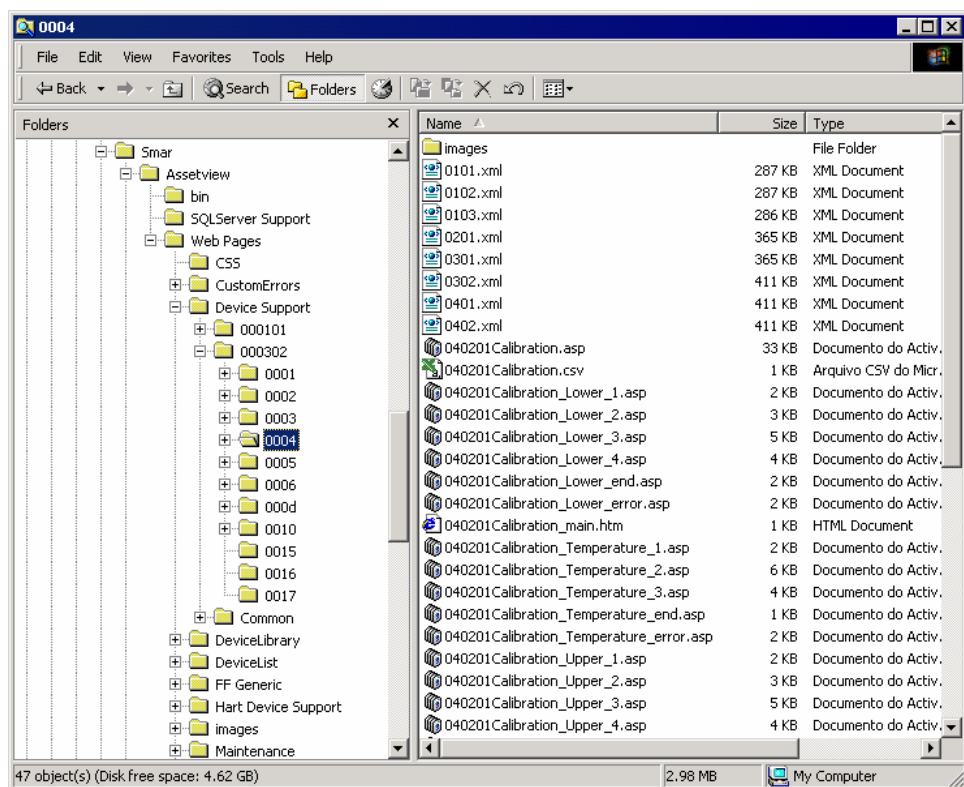 0004
File Edit View Favorites Tools Help
Back Search Folders
Folders
Smar
Assetview
bin
SQLServer Support
Web Pages
CSS
CustomErrors
Device Support
000101
000302
0001
0002
0003
0004
0005
0006
000d
0010
0015
0016
0017
Common
DeviceLibrary
DeviceList
FF Generic
Hart Device Support
images
Maintenance
Name Size Type
images File Folder
0101.xml 287 KB XML Document
0102.xml 287 KB XML Document
0103.xml 286 KB XML Document
0201.xml 365 KB XML Document
0301.xml 365 KB XML Document
0302.xml 411 KB XML Document
0401.xml 411 KB XML Document
0402.xml 411 KB XML Document
040201Calibration.asp 33 KB Documento do Activ.
040201Calibration.csv 1 KB Arquivo CSV do Micr.
040201Calibration_Lower_1.asp 2 KB Documento do Activ.
040201Calibration_Lower_2.asp 3 KB Documento do Activ.
040201Calibration_Lower_3.asp 5 KB Documento do Activ.
040201Calibration_Lower_4.asp 4 KB Documento do Activ.
040201Calibration_Lower_end.asp 2 KB Documento do Activ.
040201Calibration_Lower_error.asp 2 KB Documento do Activ.
040201Calibration_main.htm 1 KB HTML Document
040201Calibration_Temperature_1.asp 2 KB Documento do Activ.
040201Calibration_Temperature_2.asp 6 KB Documento do Activ.
040201Calibration_Temperature_3.asp 4 KB Documento do Activ.
040201Calibration_Temperature_end.asp 1 KB Documento do Activ.
040201Calibration_Temperature_error.asp 2 KB Documento do Activ.
040201Calibration_Upper_1.asp 2 KB Documento do Activ.
040201Calibration_Upper_2.asp 3 KB Documento do Activ.
040201Calibration_Upper_3.asp 5 KB Documento do Activ.
040201Calibration_Upper_4.asp 4 KB Documento do Activ.
47 object(s) (Disk free space: 4.62 GB) 2.98 MB My Computer